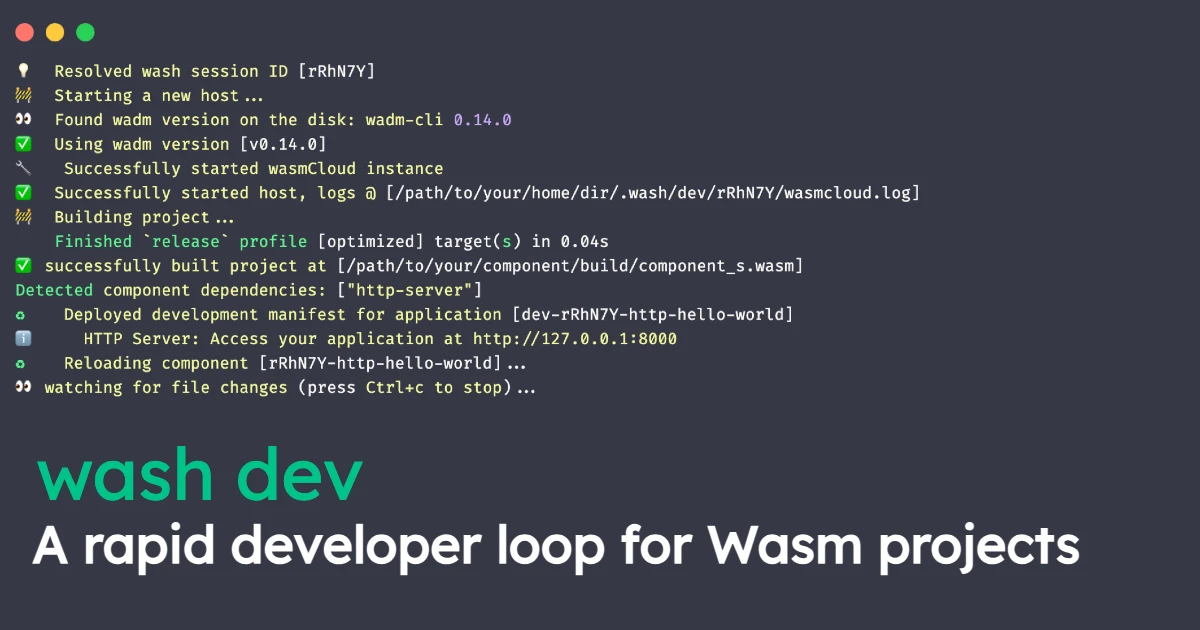 💡 Resolved wash session ID [rRhN7Y]
🚧 Starting a new host...
👀 Found wadm version on the disk: wadm-cli 0.14.0
✅ Using wadm version [v0.14.0]
🔧 Successfully started wasmCloud instance
✅ Successfully started host, logs @ [/path/to/your/home/dir/.wash/dev/rRhN7Y/wasmcloud.log]
🚧 Building project...
Finished `release` profile [optimized] target(s) in 0.04s
✅ successfully built project at [/path/to/your/component/build/component_s.wasm]
Detected component dependencies: ["http-server"]
♻ Deployed development manifest for application [dev-rRhN7Y-http-hello-world]
ℹ️ HTTP Server: Access your application at http://127.0.0.1:8000
♻ Reloading component [rRhN7Y-http-hello-world]...
👀 watching for file changes (press Ctrl+c to stop)...
wash dev
A rapid developer loop for Wasm projects